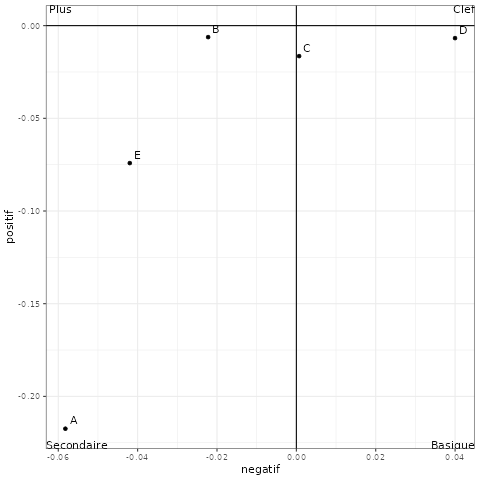 Plus
Clef
0.00
B
D
C
-0.05
E
-0.10
positif
-0.15
-0.20
A
Secondaire
Basique
-0.06
-0.04
-0.02
0.00
0.02
0.04
negatif